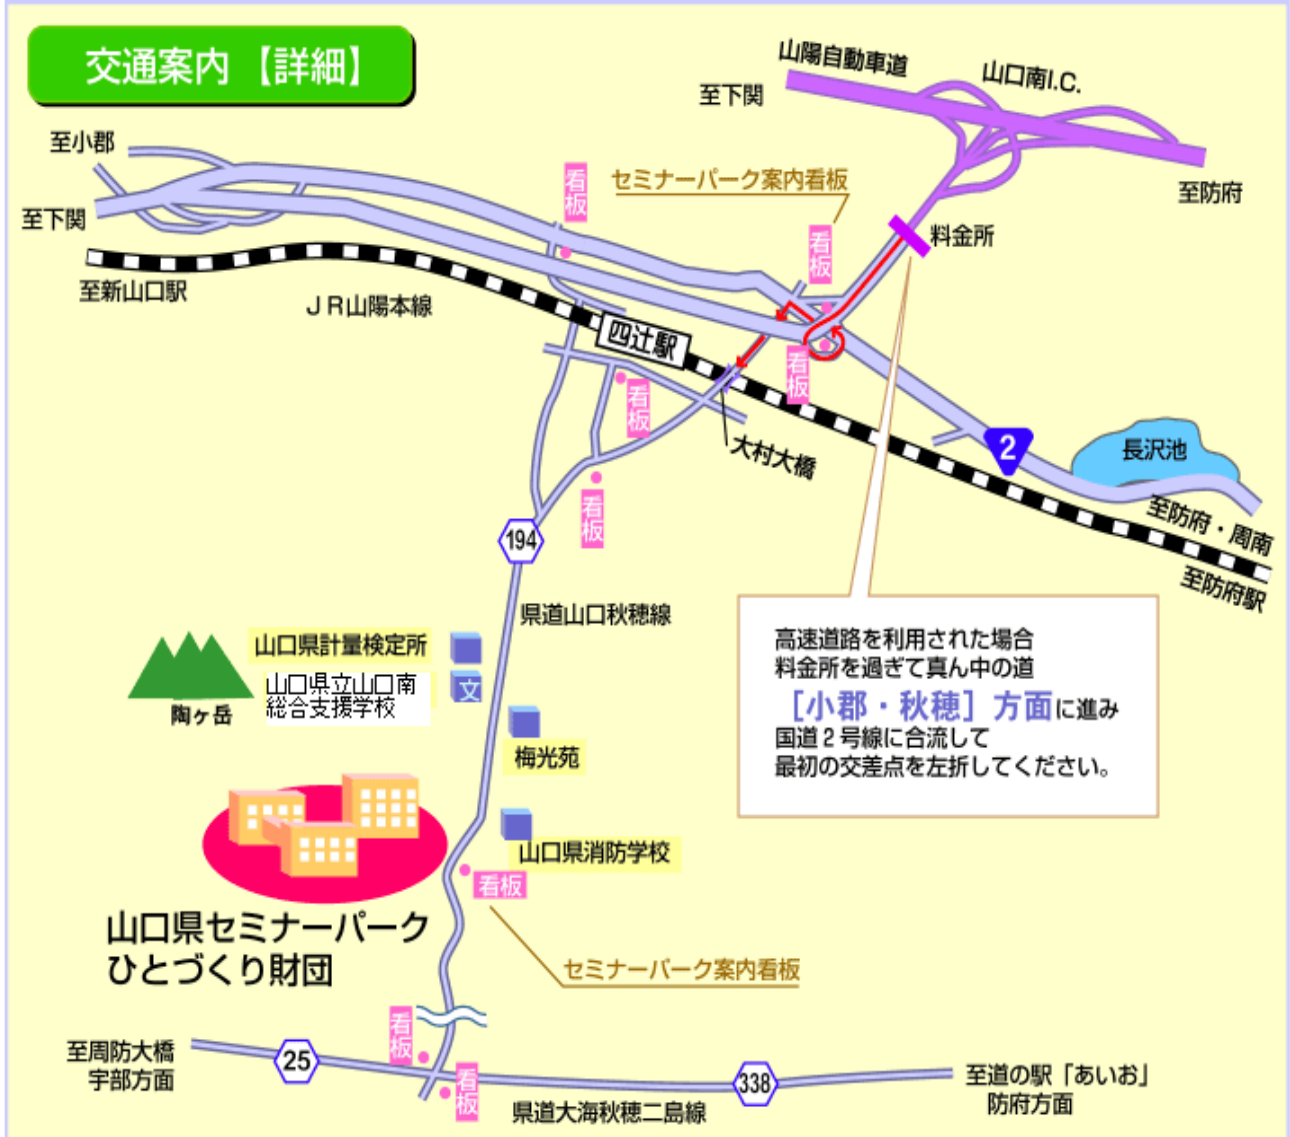 交通案内【詳細】
山陽自動車道
山口南I.C.
至下関
至防府
至小郡
至下関
看板
セミナーパーク案内看板
看板
料金所
至新山口駅
JR山陽本線
四辻駅
看板
看板
大村大橋
2
長沢池
看板
至防府・周南
至防府駅
194
県道山口秋穂線
山口県計量検定所
山口県立山口南
総合支援学校
文
陶ヶ岳
梅光苑
高速道路を利用された場合
料金所を過ぎて真ん中の道
［小郡・秋穂］方面に進み
国道2号線に合流して
最初の交差点を左折してください。
山口県消防学校
看板
山口県セミナーパーク
ひとづくり財団
セミナーパーク案内看板
看板
至周防大橋
宇部方面
25
看板
338
県道大海秋穂二島線
至道の駅「あいお」
防府方面